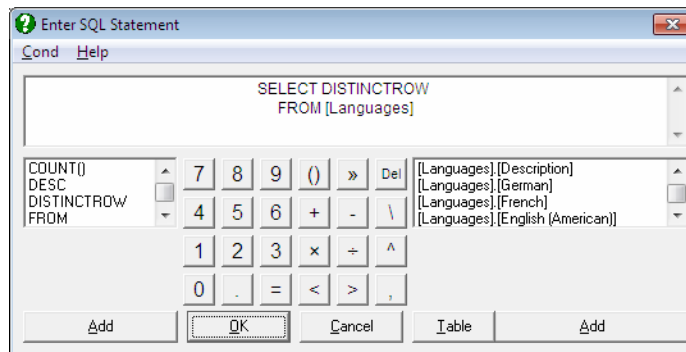 Enter SQL Statement
Cond Help
SELECT DISTINCTROW
FROM [Languages]
COUNT()
DESC
DISTINCTROW
FROM
7 8 9 () » Del
4 5 6 + - \
1 2 3 × ÷ ^
0 . = < > ,
[Languages].[Description]
[Languages].[German]
[Languages].[French]
[Languages].[English (American)]
Add OK Cancel Table Add